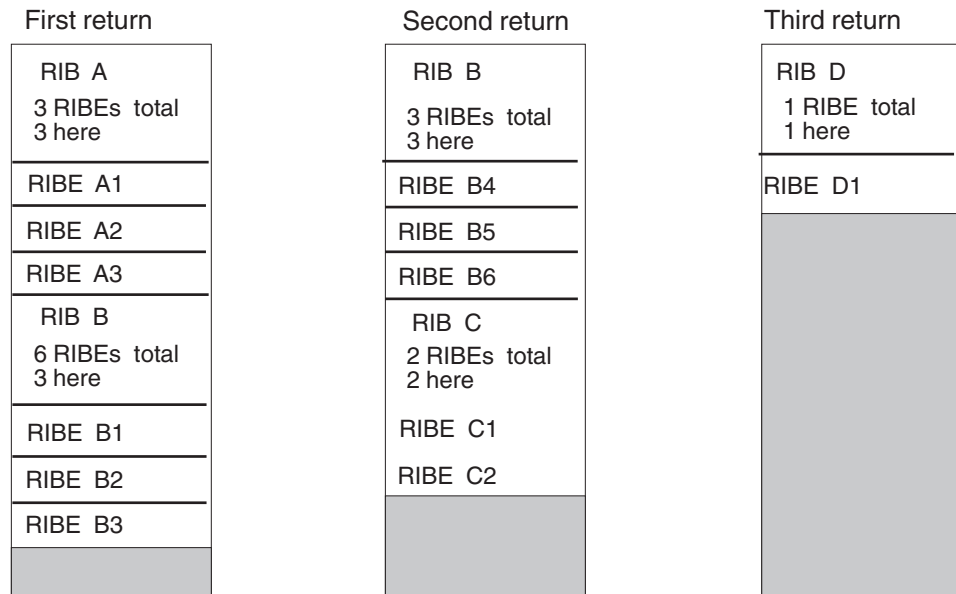 First return
RIB A
3 RIBEs total
3 here
RIBE A1
RIBE A2
RIBE A3
RIB B
6 RIBEs total
3 here
RIBE B1
RIBE B2
RIBE B3
Second return
RIB B
3 RIBEs total
3 here
RIBE B4
RIBE B5
RIBE B6
RIB C
2 RIBEs total
2 here
RIBE C1
RIBE C2
Third return
RIB D
1 RIBE total
1 here
RIBE D1